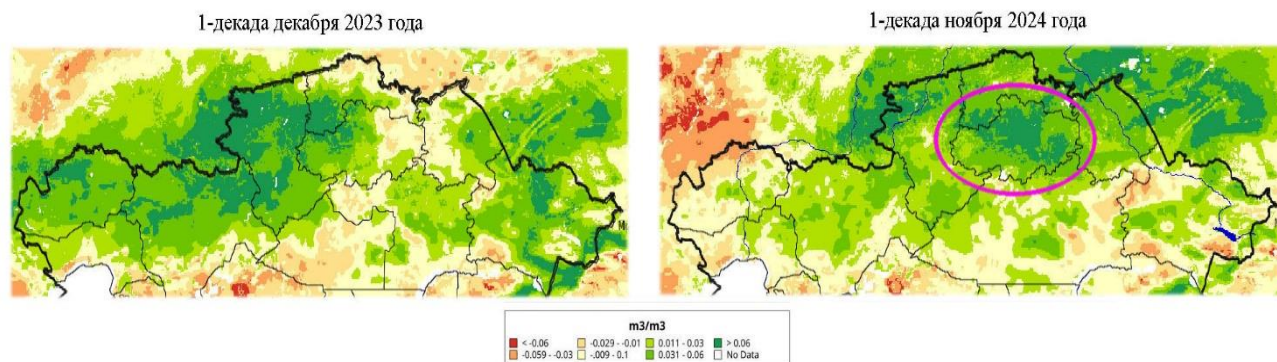 1-декада декабря 2023 года
1-декада ноября 2024 года
m3/m3
< -0.06
-0.029 - -0.01
0.011 - 0.03
> 0.06
-0.059 - -0.03
-.009 - 0.1
0.031 - 0.06
No Data